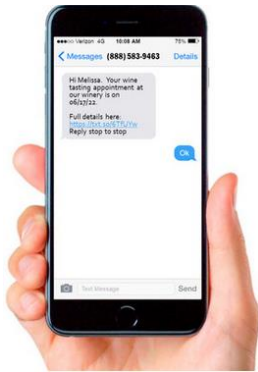 Verizon 4G 10:08 AM 75%
Messages (888) 583-9463 Details
Hi Melissa. Your wine
tasting appointment at
our winery is on
06/17/22.
Full details here:
Reply stop to stop
Ok
Text Message Send